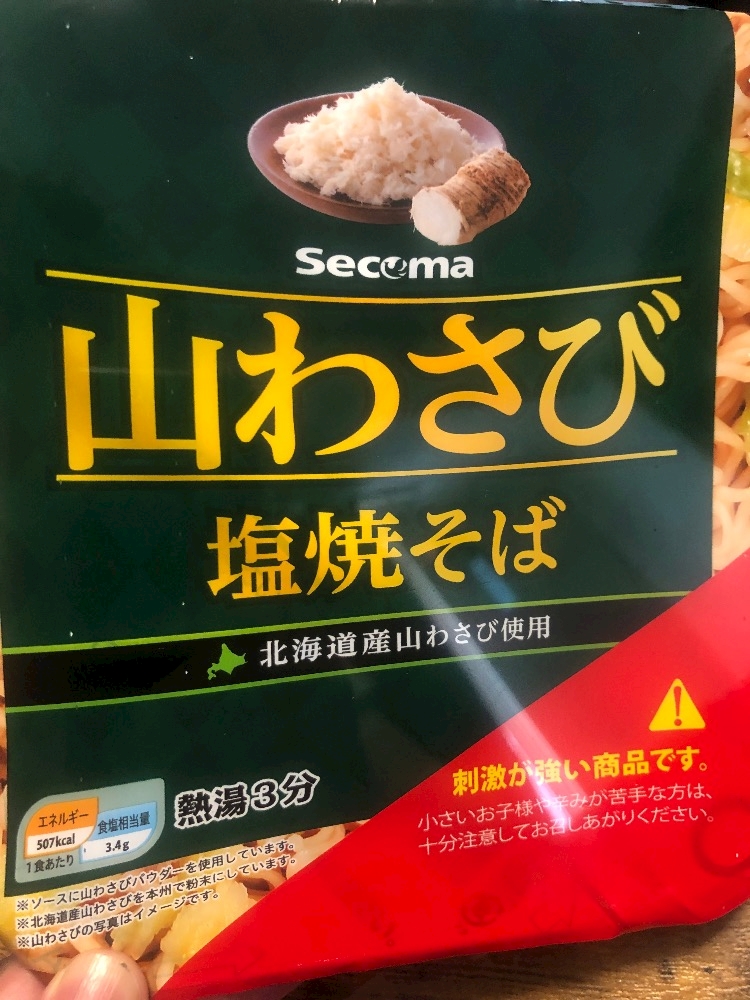 Secoma
山わさび
塩焼そば
北海道産山わさび使用
刺激が強い商品です。
小さいお子様や辛みが苦手な方は、
十分注意してお召しあがりください。
熱湯3分
エネルギー
507kcal
食塩相当量
3.4g
1食あたり
※ソースに山わさびパウダーを使用しています。
※北海道産山わさびを本州で粉末にしています。
※山わさびの写真はイメージです。